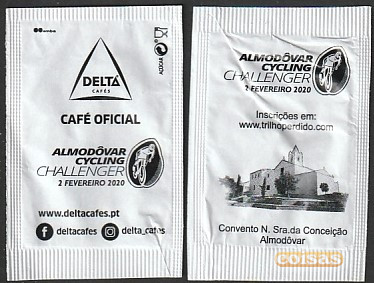 DELTA
CAFÉS
AÇÚCAR
CAFÉ OFICIAL
ALMODÔVAR
CYCLING
CHALLENGER
2 FEVEREIRO 2020
www.deltacafes.pt
deltacafes
delta_cafes
ALMODÔVAR
CYCLING
CHALLENGER
2 FEVEREIRO 2020
Inscrições em:
www.trilhoperdido.com
Convento N. Sra.da Conceição
Almodôvar
coisas